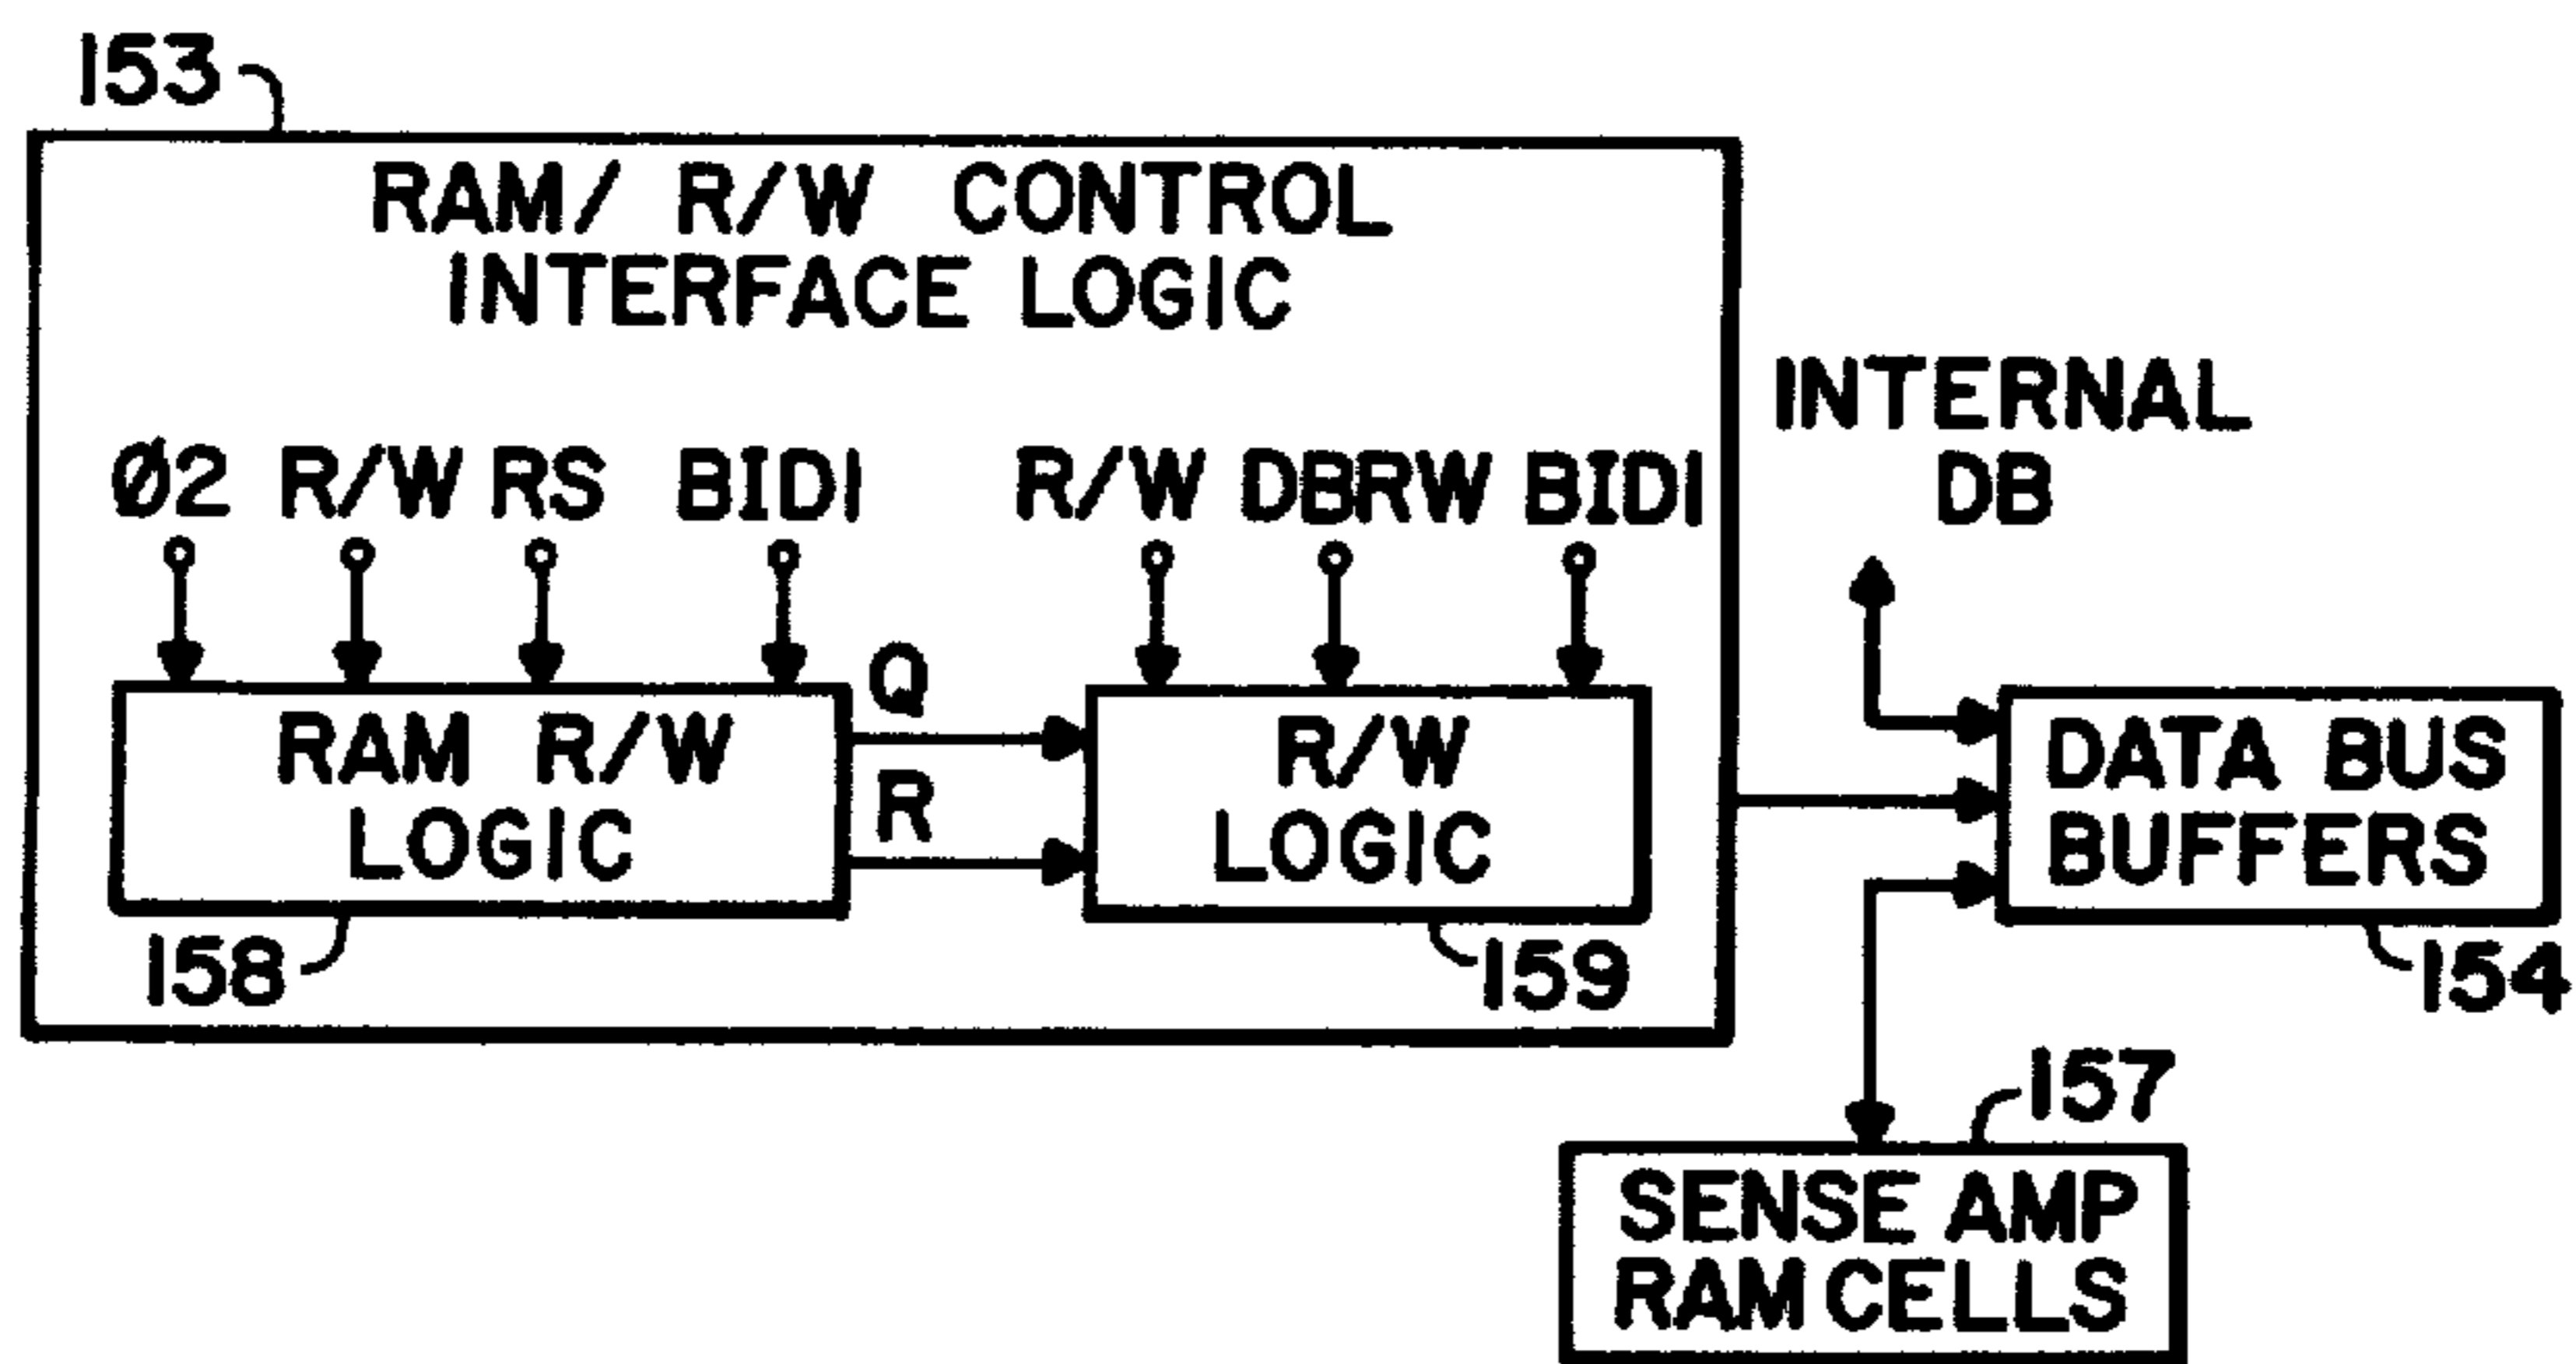 153
RAM/ R/W CONTROL
INTERFACE LOGIC
INTERNAL
DB
Ø2 R/W RS BIDI R/W DBRW BIDI
Q
R
RAM R/W
LOGIC
R/W
LOGIC
DATA BUS
BUFFERS
158
159
154
157
SENSE AMP
RAM CELLS